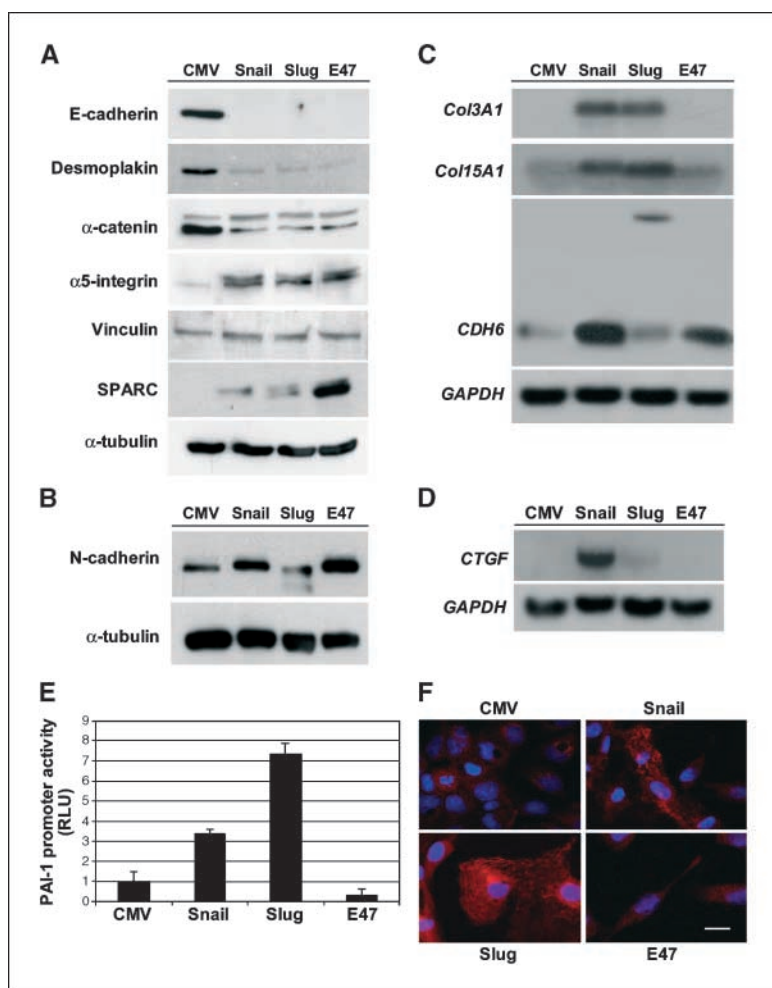 A
CMV Snail Slug E47
E-cadherin
Desmoplakin
α-catenin
α5-integrin
Vinculin
SPARC
α-tubulin
B
CMV Snail Slug E47
N-cadherin
α-tubulin
C
CMV Snail Slug E47
Col3A1
Col15A1
CDH6
GAPDH
D
CMV Snail Slug E47
CTGF
GAPDH
E
PAI-1 promoter activity
(RLU)
9
8
7
6
5
4
3
2
1
0
CMV Snail Slug E47
F
CMV Snail
Slug E47